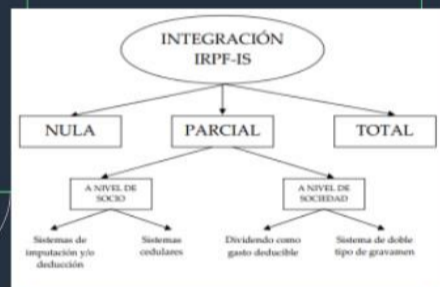 INTEGRACIÓN
IRPF-IS
NULA
PARCIAL
TOTAL
A NIVEL DE
SOCIO
A NIVEL DE
SOCIEDAD
Sistemas de
imputación y/o
deducción
Sistemas
cedulares
Dividendo como
gasto deducible
Sistema de doble
tipo de gravamen